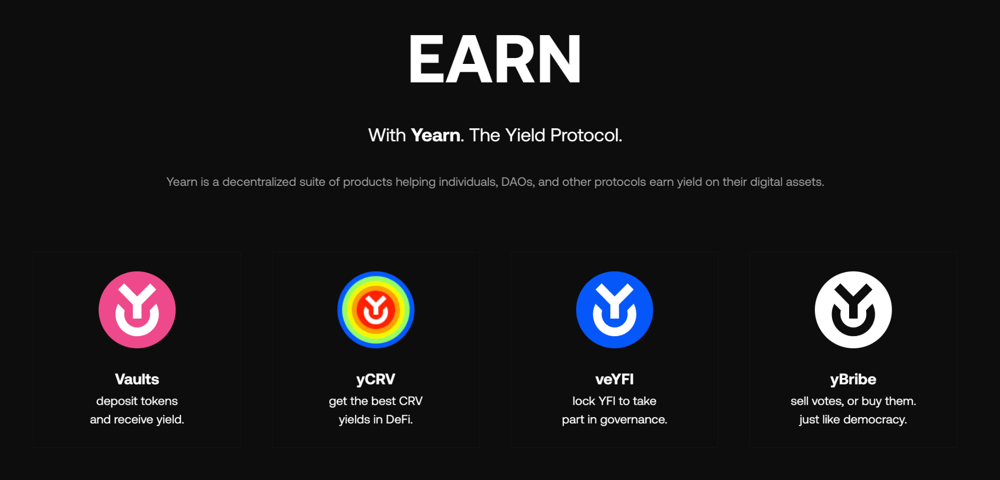 EARN
With Yearn. The Yield Protocol.
Yearn is a decentralized suite of products helping individuals, DAOs, and other protocols earn yield on their digital assets.
Vaults
deposit tokens
and receive yield.
yCRV
get the best CRV
yields in DeFi.
veYFI
lock YFI to take
part in governance.
yBribe
sell votes, or buy them.
just like democracy.